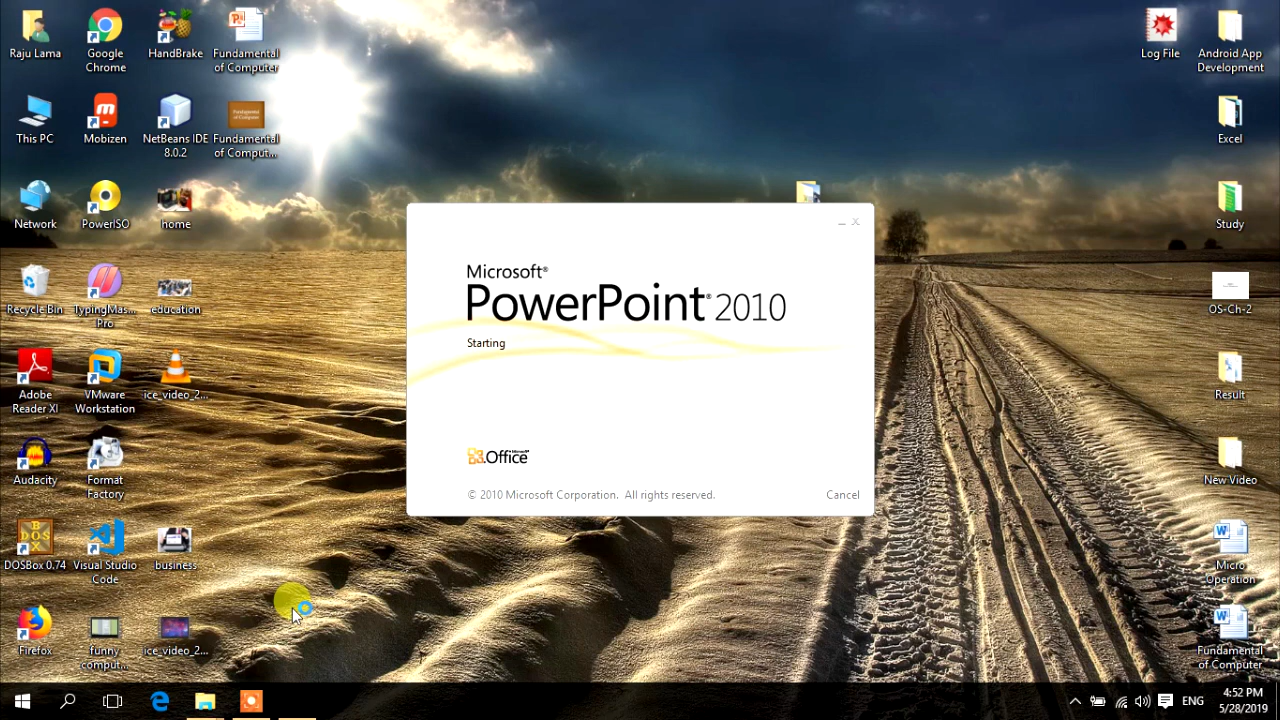 Raju Lama
Google
Chrome
HandBrake
Fundamental
of Computer
This PC
Mobizen
NetBeans IDE
8.0.2
Fundamental
of Comput...
Network
PowerISO
home
Recycle Bin
TypingMas...
Pro
education
Adobe
Reader XI
VMware
Workstation
ice_video_2...
Audacity
Format
Factory
DOSBox 0.74
Visual Studio
Code
business
Firefox
funny
comput...
ice_video_2...
Microsoft®
PowerPoint® 2010
Starting
Office
© 2010 Microsoft Corporation. All rights reserved.
Cancel
Log File
Android App
Development
Excel
Study
OS-Ch-2
Result
New Video
Micro
Operation
Fundamental
of Computer
ENG
4:52 PM
5/28/2019